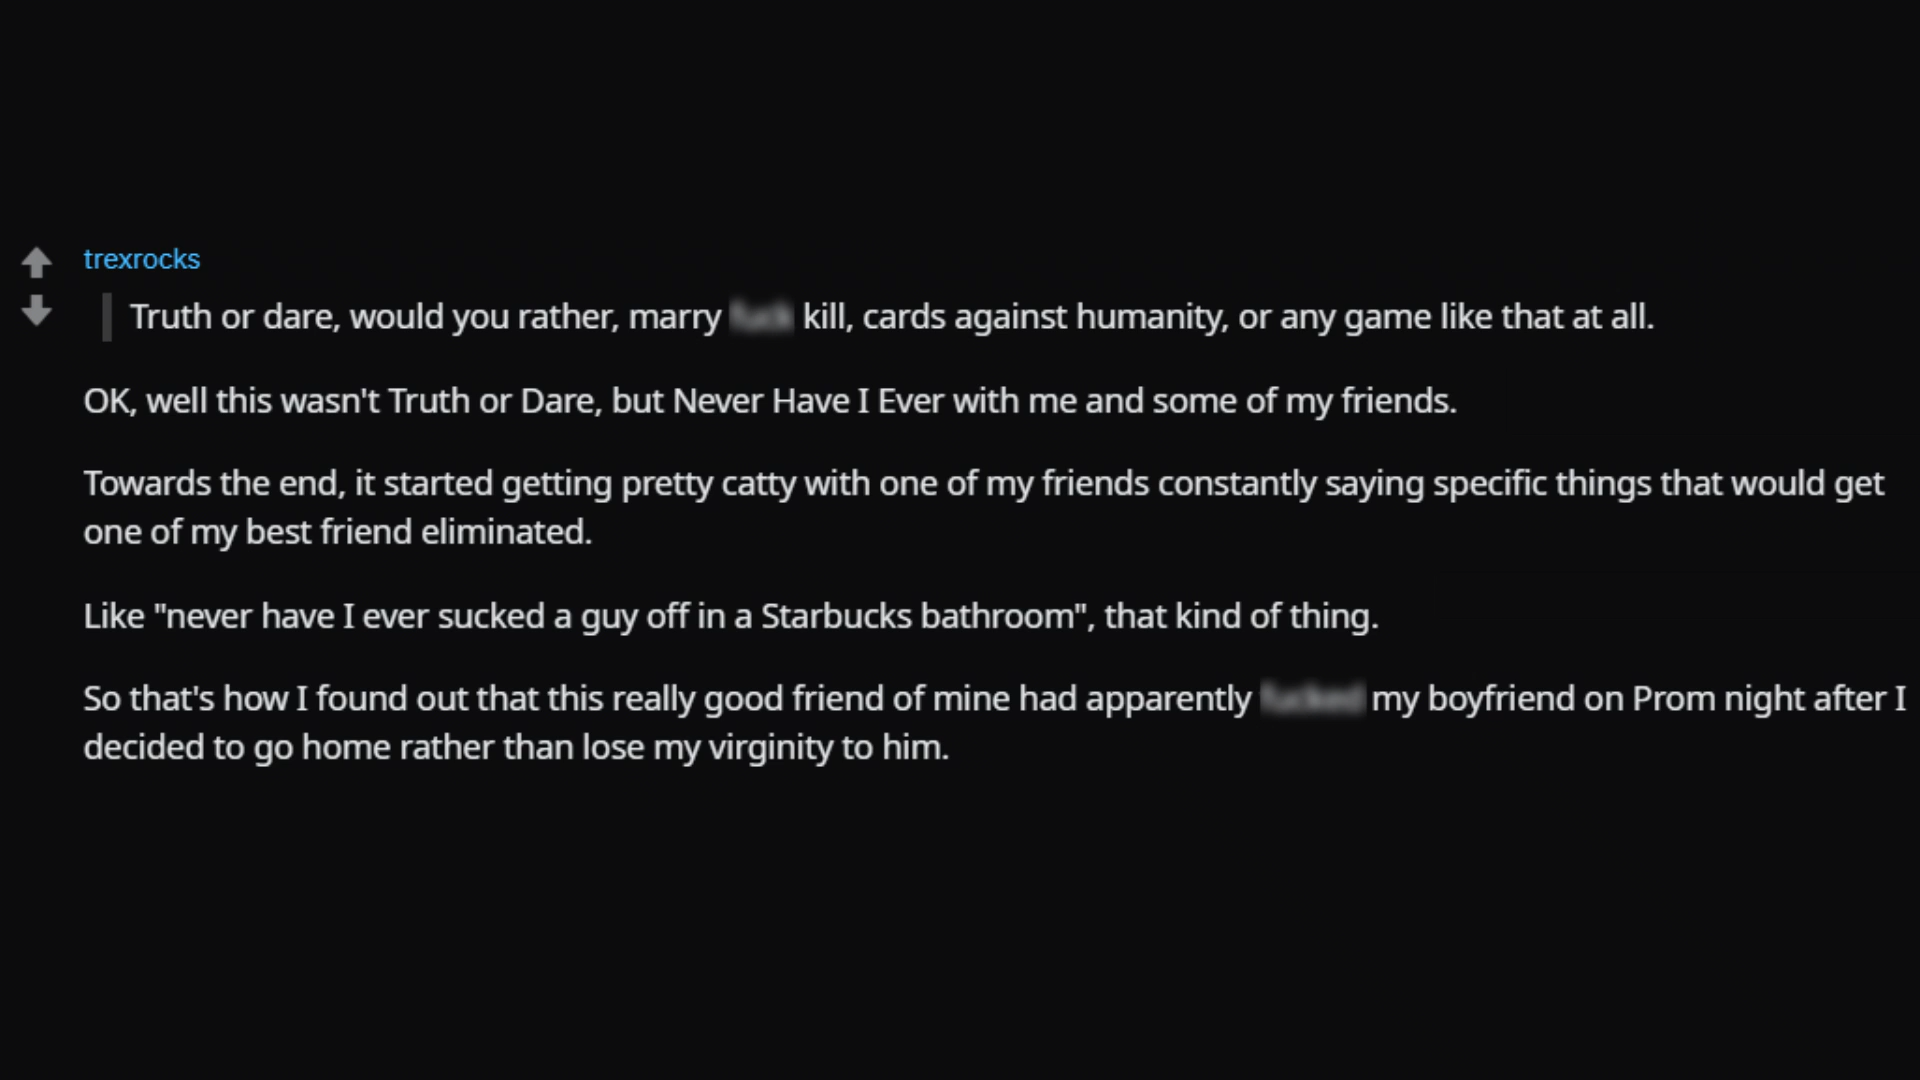 trexrocks
Truth or dare, would you rather, marry fuck kill, cards against humanity, or any game like that at all.
OK, well this wasn't Truth or Dare, but Never Have I Ever with me and some of my friends.
Towards the end, it started getting pretty catty with one of my friends constantly saying specific things that would get
one of my best friend eliminated.
Like "never have I ever sucked a guy off in a Starbucks bathroom", that kind of thing.
So that's how I found out that this really good friend of mine had apparently fucked my boyfriend on Prom night after I
decided to go home rather than lose my virginity to him.